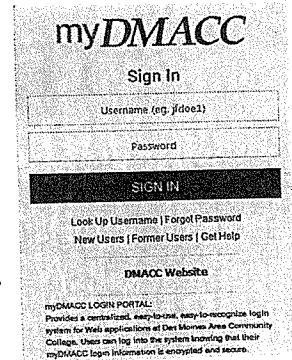 myDMACC
Sign In
Username (eg. jfdoe1)
Password
SIGN IN
Look Up Username | Forgot Password
New Users | Former Users | Get Help
DMACC Website
myDMACC LOGIN PORTAL:
Provides a centralized, easy-to-use, easy-to-recognize login
system for Web applications at Des Moines Area Community
College. Users can log into the system knowing that their
myDMACC login information is encypted and secure.